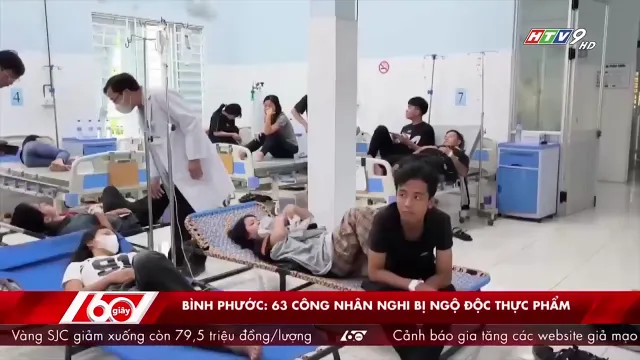 HTV9 HD
4
7
60 giây
BÌNH PHƯỚC: 63 CÔNG NHÂN NGHI BỊ NGỘ ĐỘC THỰC PHẨM
Vàng SJC giảm xuống còn 79,5 triệu đồng/lượng 60 Cảnh báo gia tăng các website giả mạo